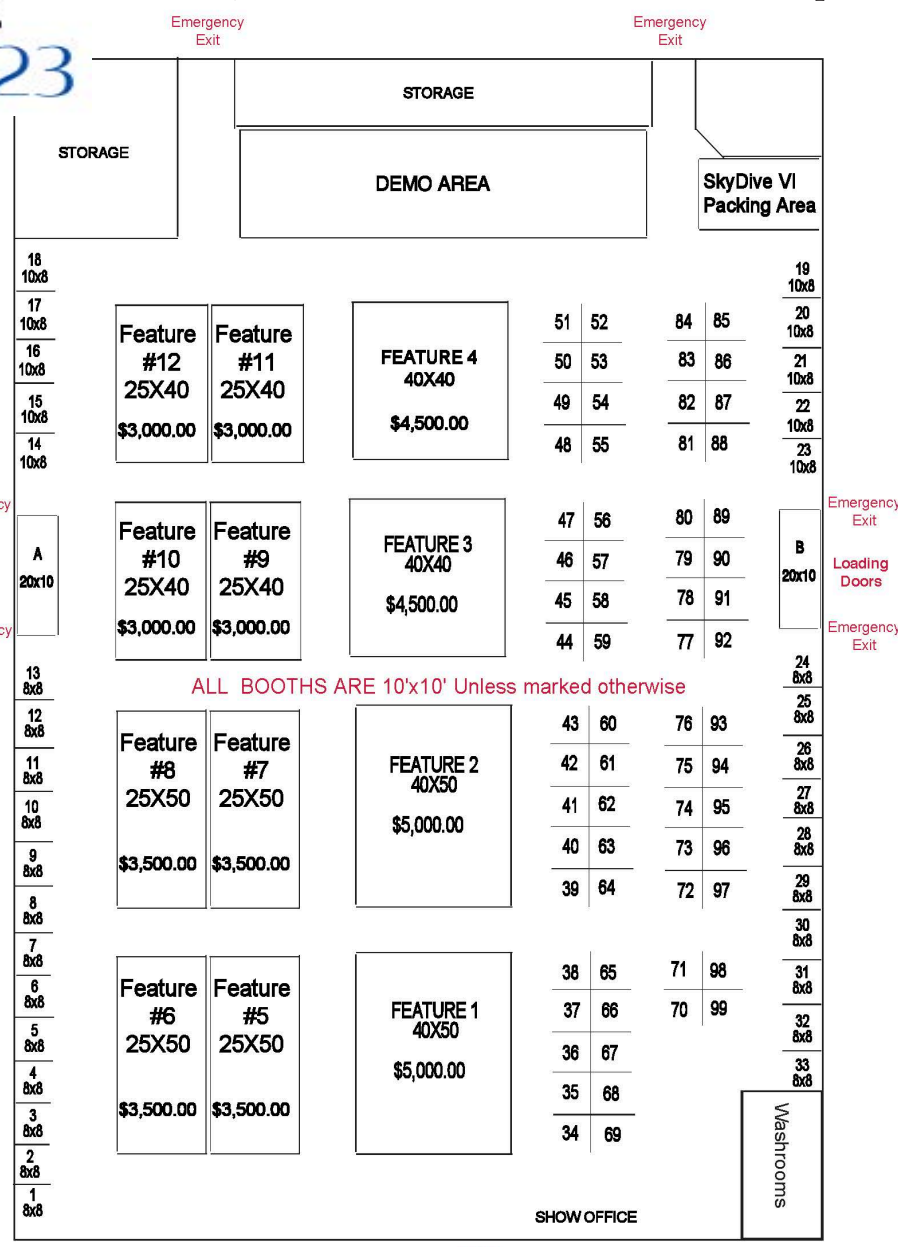 Emergency
Exit
Emergency
Exit
23
STORAGE
STORAGE
DEMO AREA
SkyDive VI
Packing Area
18
10x8
17
10x8
16
10x8
15
10x8
14
10x8
A
20x10
13
8x8
12
8x8
11
8x8
10
8x8
9
8x8
8
8x8
7
8x8
6
8x8
5
8x8
4
8x8
3
8x8
2
8x8
1
8x8
Feature
#12
25X40
$3,000.00
Feature
#11
25X40
$3,000.00
FEATURE 4
40X40
$4,500.00
51 52
50 53
49 54
48 55
84 85
83 86
82 87
81 88
19
10x8
20
10x8
21
10x8
22
10x8
23
10x8
Feature
#10
25X40
$3,000.00
Feature
#9
25X40
$3,000.00
FEATURE 3
40X40
$4,500.00
47 56
46 57
45 58
44 59
80 89
79 90
78 91
77 92
B
20x10
Emergency
Exit
Loading
Doors
Emergency
Exit
ALL BOOTHS ARE 10'x10' Unless marked otherwise
Feature
#8
25X50
$3,500.00
Feature
#7
25X50
$3,500.00
FEATURE 2
40X50
$5,000.00
43 60
42 61
41 62
40 63
39 64
76 93
75 94
74 95
73 96
72 97
24
8x8
25
8x8
26
8x8
27
8x8
28
8x8
29
8x8
30
8x8
31
8x8
32
8x8
33
8x8
Feature
#6
25X50
$3,500.00
Feature
#5
25X50
$3,500.00
FEATURE 1
40X50
$5,000.00
38 65
37 66
36 67
35 68
34 69
71 98
70 99
Washrooms
SHOW OFFICE